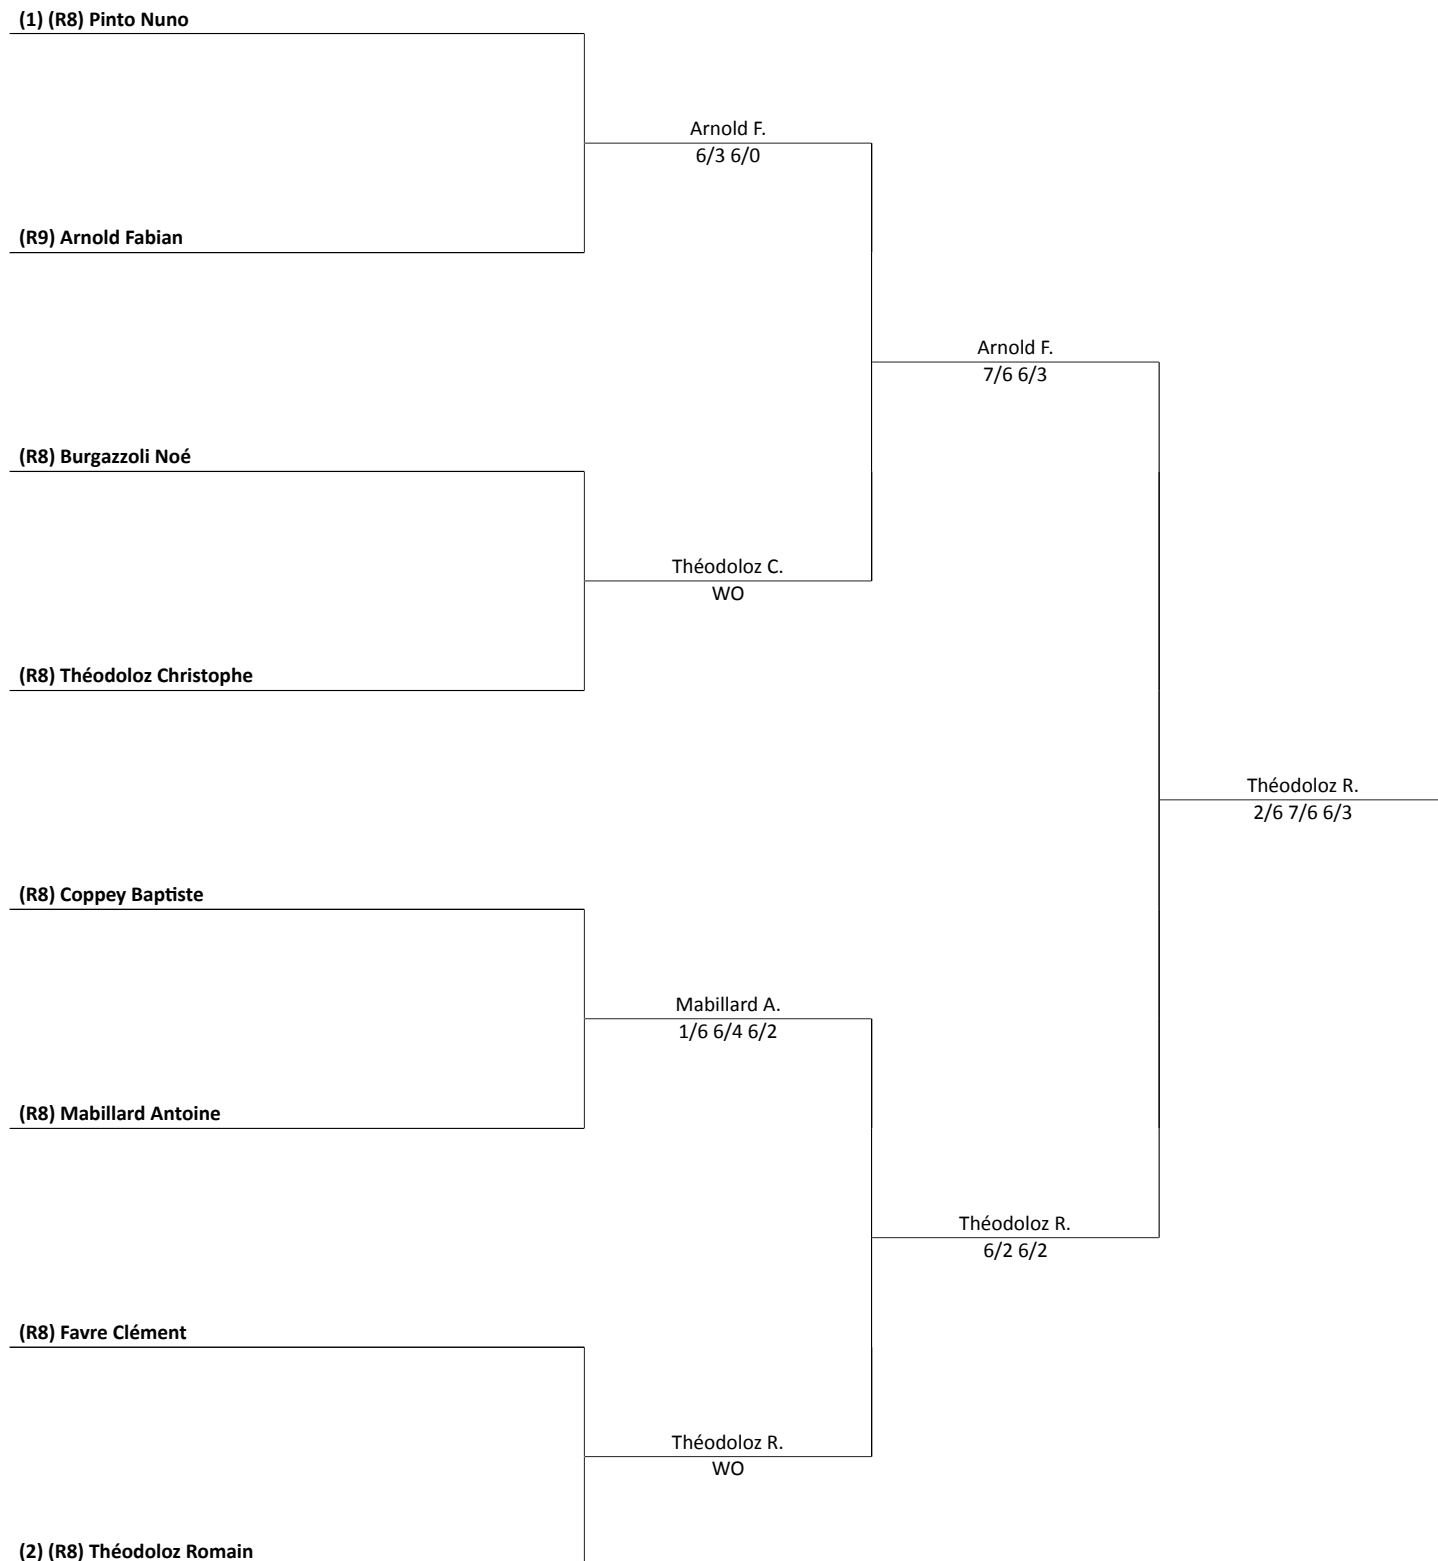 (1) (R8) Pinto Nuno
Arnold F.
6/3 6/0
(R9) Arnold Fabian
Arnold F.
7/6 6/3
(R8) Burgazzoli Noé
Théodoloz C.
WO
(R8) Théodoloz Christophe
Théodoloz R.
2/6 7/6 6/3
(R8) Coppey Baptiste
Mabillard A.
1/6 6/4 6/2
(R8) Mabillard Antoine
Théodoloz R.
6/2 6/2
(R8) Favre Clément
Théodoloz R.
WO
(2) (R8) Théodoloz Romain